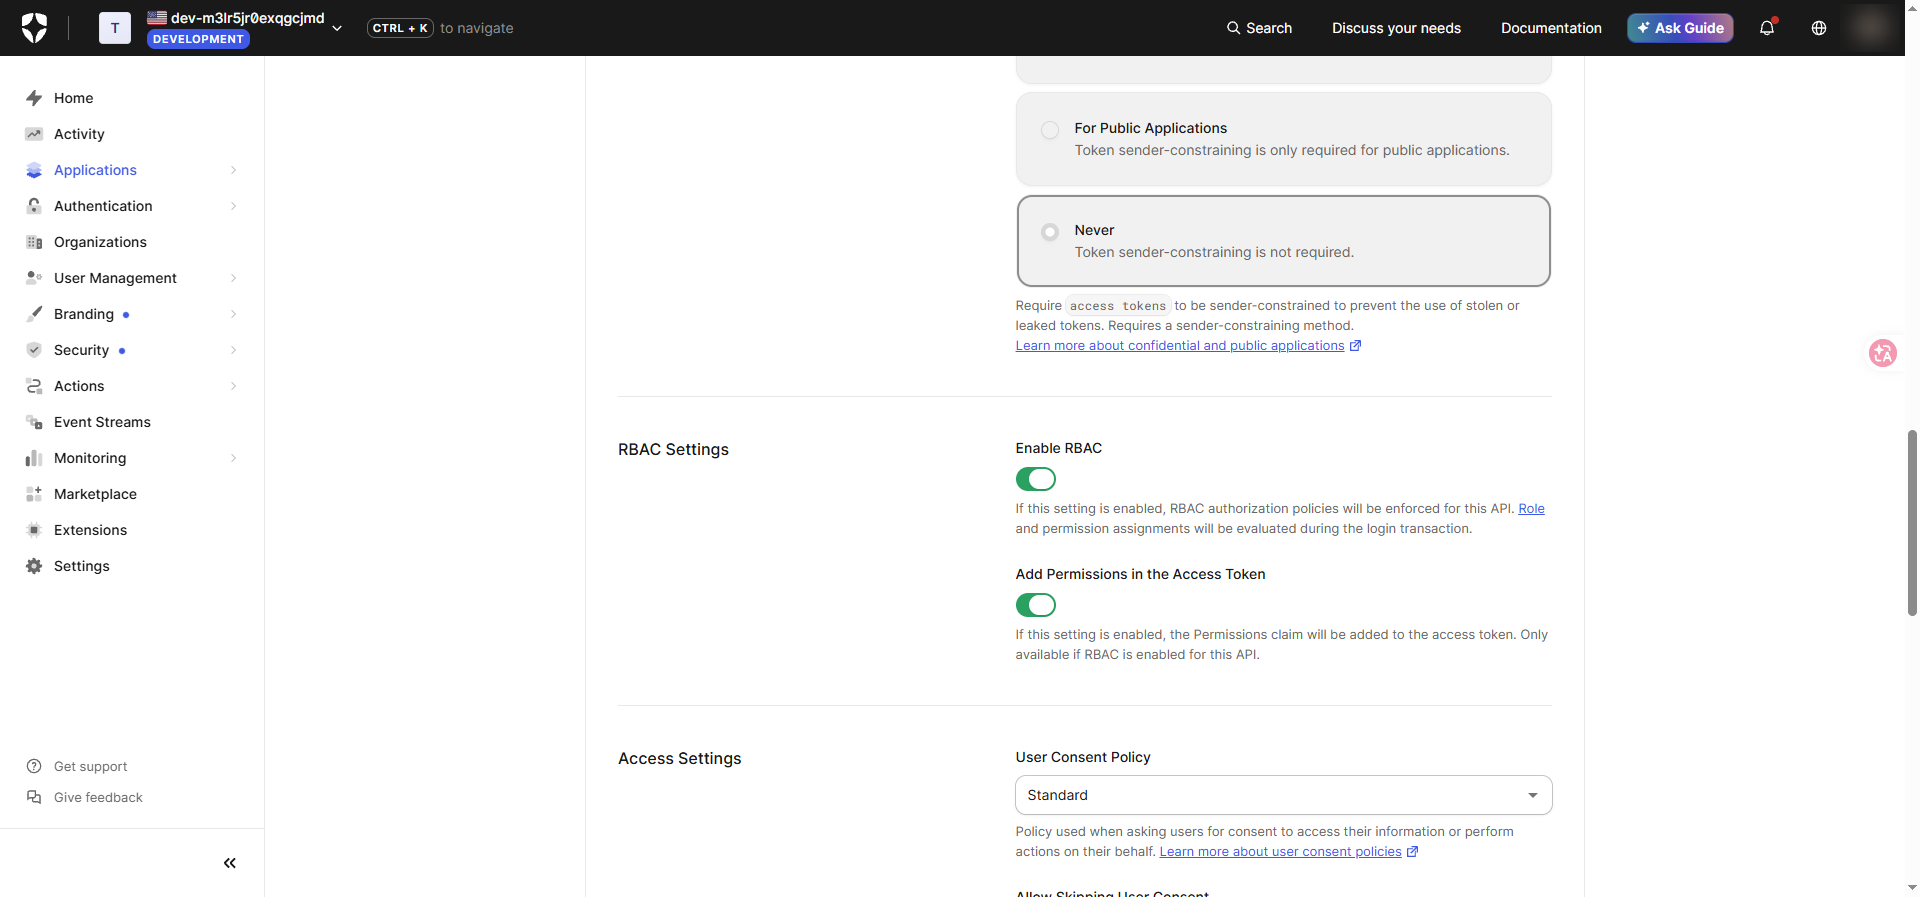 T
dev-m3lr5jr0exqgcjmd
DEVELOPMENT
CTRL + K to navigate
Search
Discuss your needs
Documentation
Ask Guide
Home
Activity
Applications
Authentication
Organizations
User Management
Branding
Security
Actions
Event Streams
Monitoring
Marketplace
Extensions
Settings
Get support
Give feedback
For Public Applications
Token sender-constraining is only required for public applications.
Never
Token sender-constraining is not required.
Require access tokens to be sender-constrained to prevent the use of stolen or
leaked tokens. Requires a sender-constraining method.
Learn more about confidential and public applications
RBAC Settings
Enable RBAC
If this setting is enabled, RBAC authorization policies will be enforced for this API. Role
and permission assignments will be evaluated during the login transaction.
Add Permissions in the Access Token
If this setting is enabled, the Permissions claim will be added to the access token. Only
available if RBAC is enabled for this API.
Access Settings
User Consent Policy
Standard
Policy used when asking users for consent to access their information or perform
actions on their behalf. Learn more about user consent policies
Allow Skipping User Consent